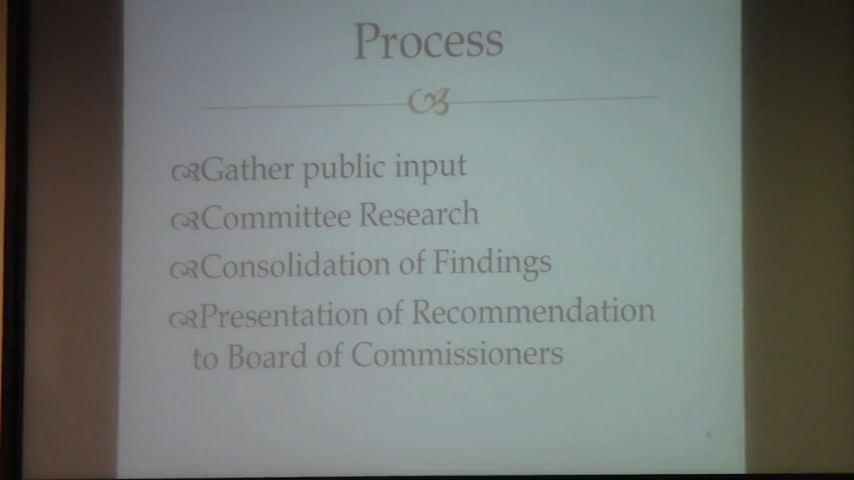 Process
Gather public input
Committee Research
Consolidation of Findings
Presentation of Recommendation
to Board of Commissioners